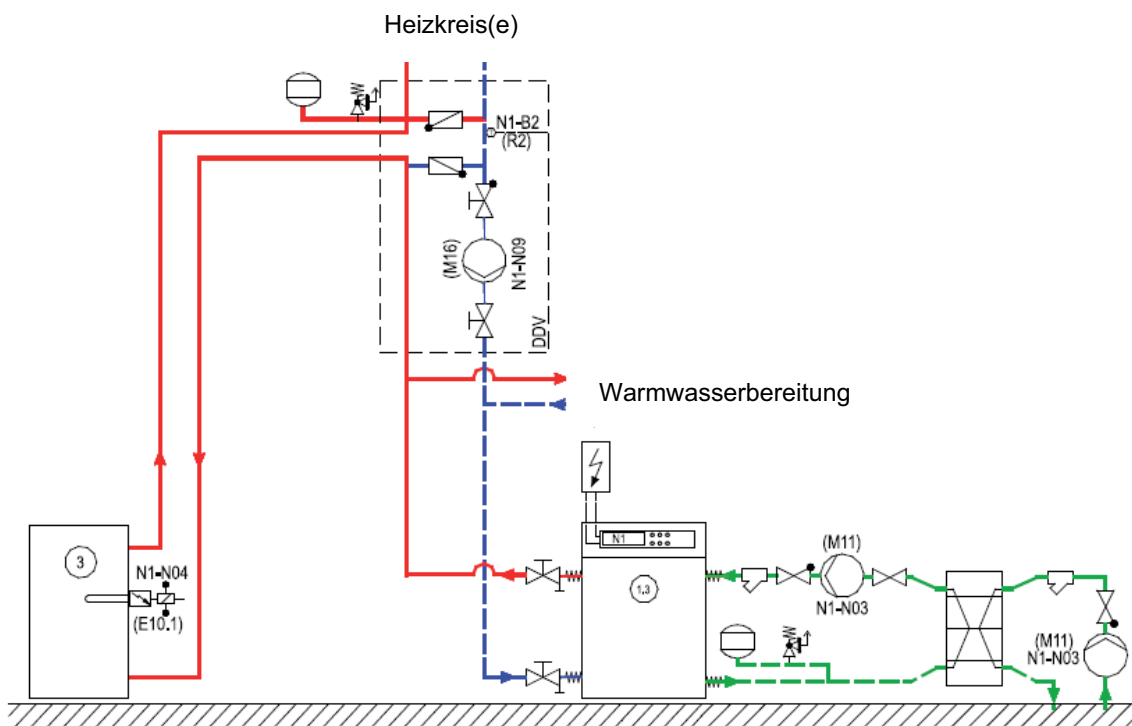 Heizkreis(e)
N1-B2
(R2)
(M16)
N1-N09
DDV
Warmwasserbereitung
3
N1-N04
(E10.1)
N1
1.3
(M11)
N1-N03
(M11)
N1-N03